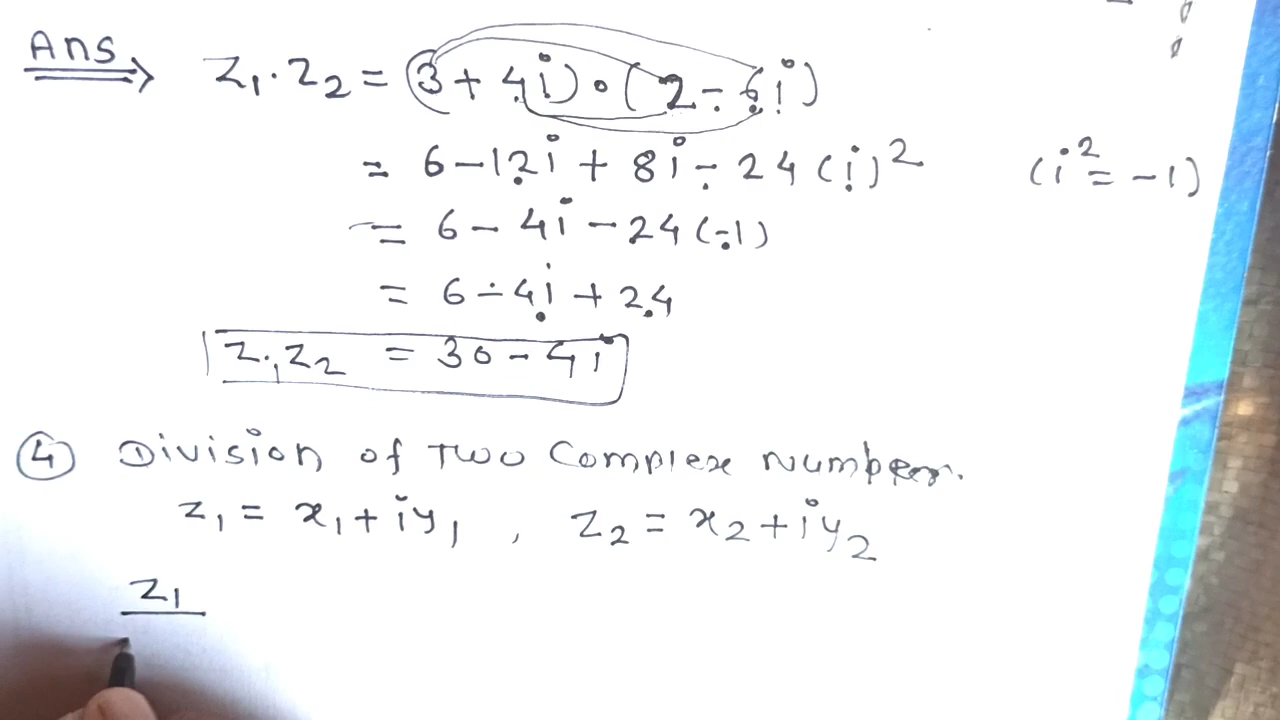 Ans ⟹ Z₁·Z₂ = (3 + 4i)·(2 - 6i)
= 6 - 12i + 8i - 24(i)² (i² = -1)
= 6 - 4i - 24(-1)
= 6 - 4i + 24
Z·₁Z₂ = 30 - 4i
④ Division of Two Complex Number.
z₁ = x₁ + iy₁ , Z₂ = x₂ + iy₂
Z₁